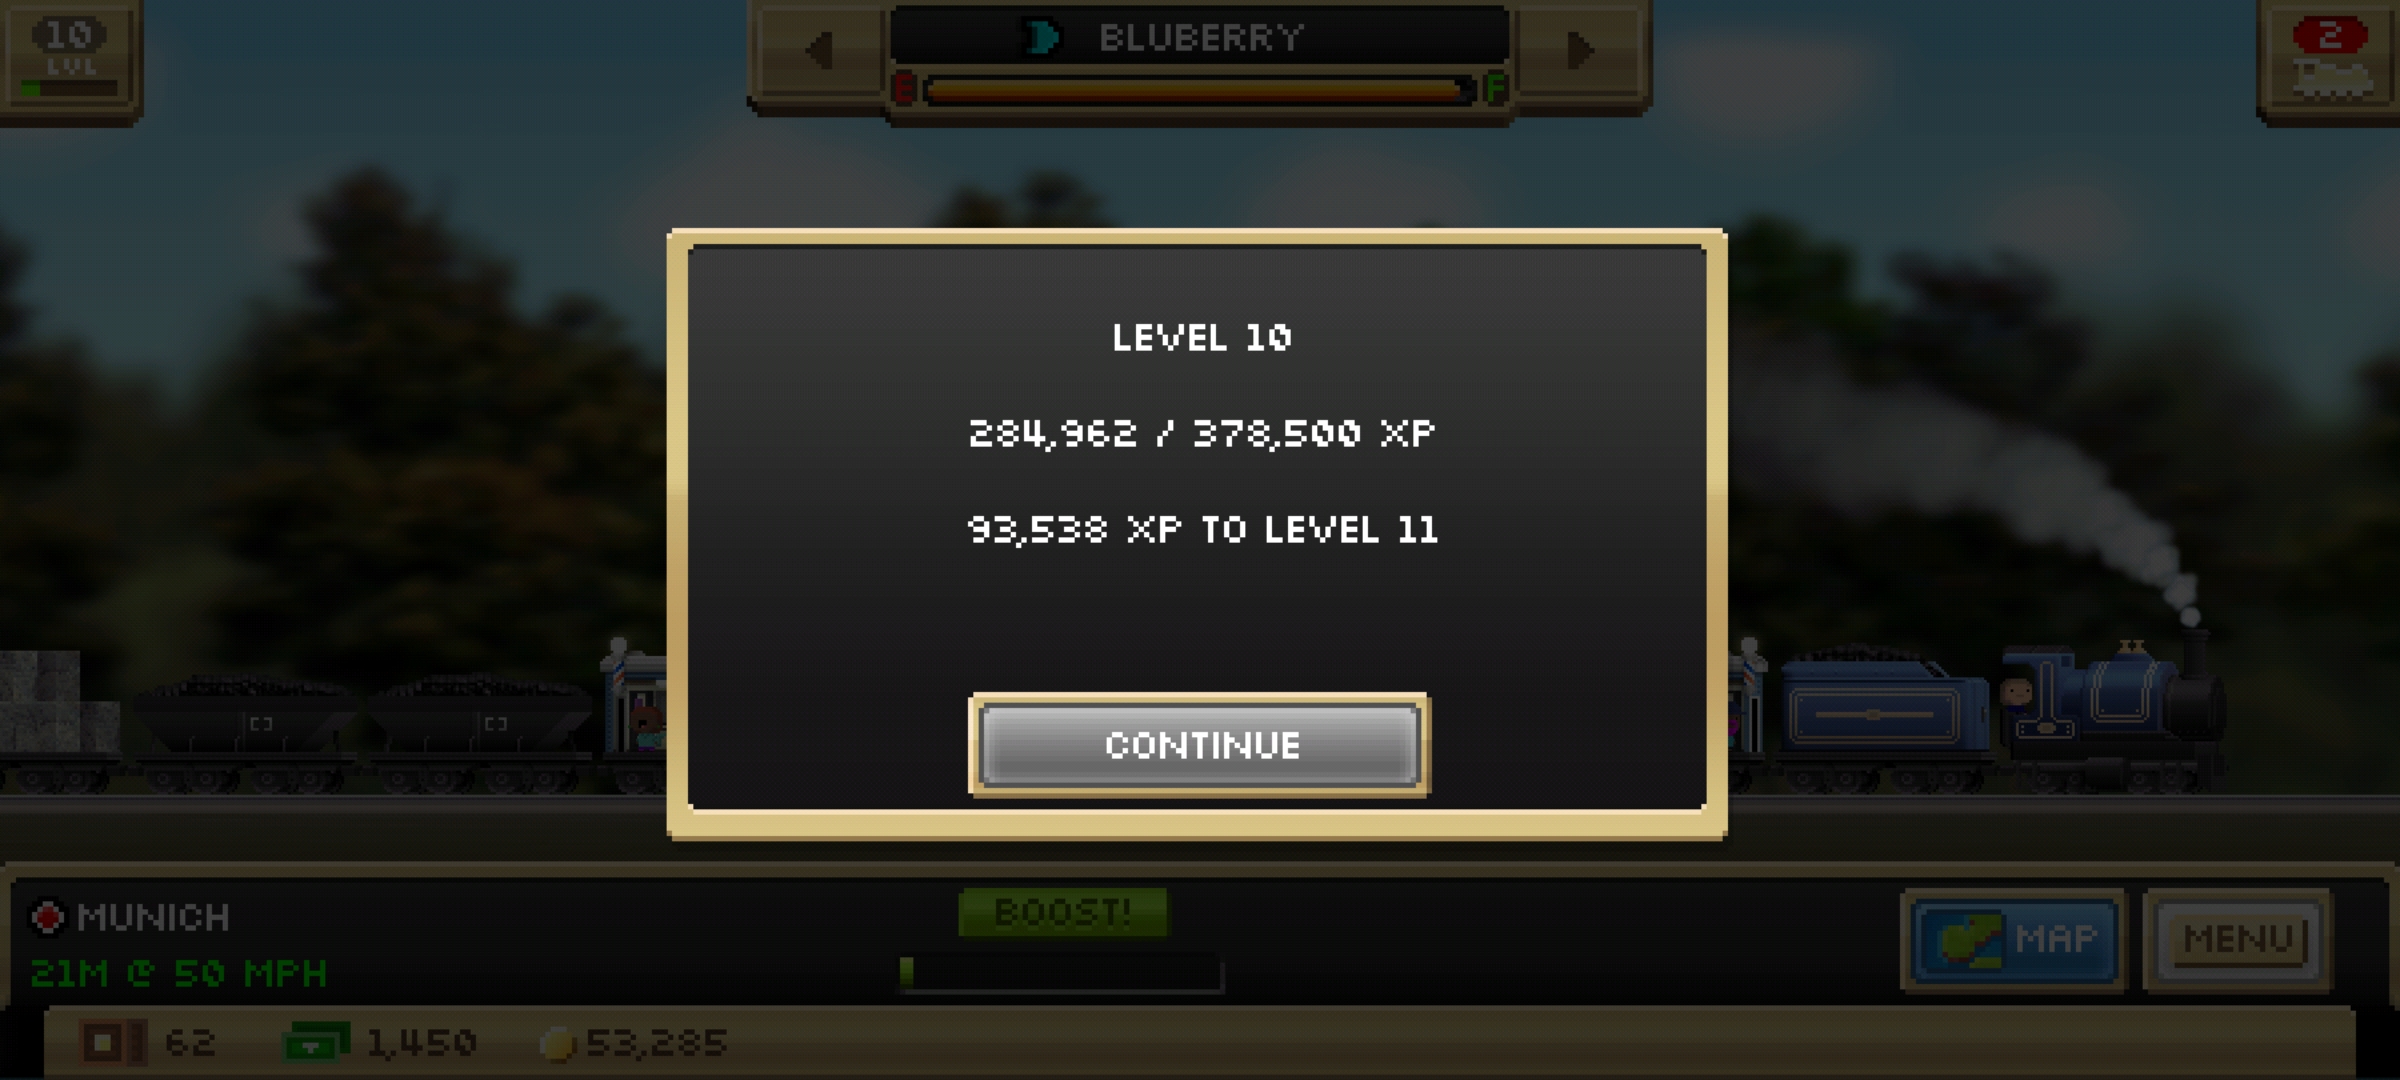 10
LVL
BLUBERRY
E F
2
LEVEL 10
284,962 / 378,500 XP
93,538 XP TO LEVEL 11
CONTINUE
MUNICH
21M @ 50 MPH
BOOST!
MAP
MENU
62
1,450
53,285